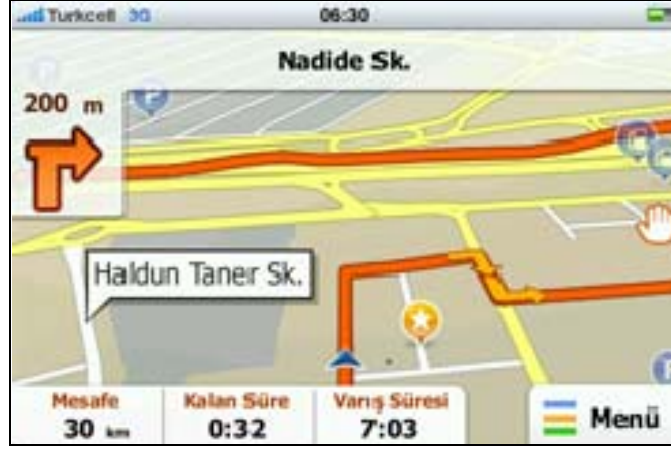 Turkcell 3G 06:30
Nadide Sk.
200 m
Haldun Taner Sk.
Mesafe Kalan Süre Varış Süresi
30 km 0:32 7:03
Menü